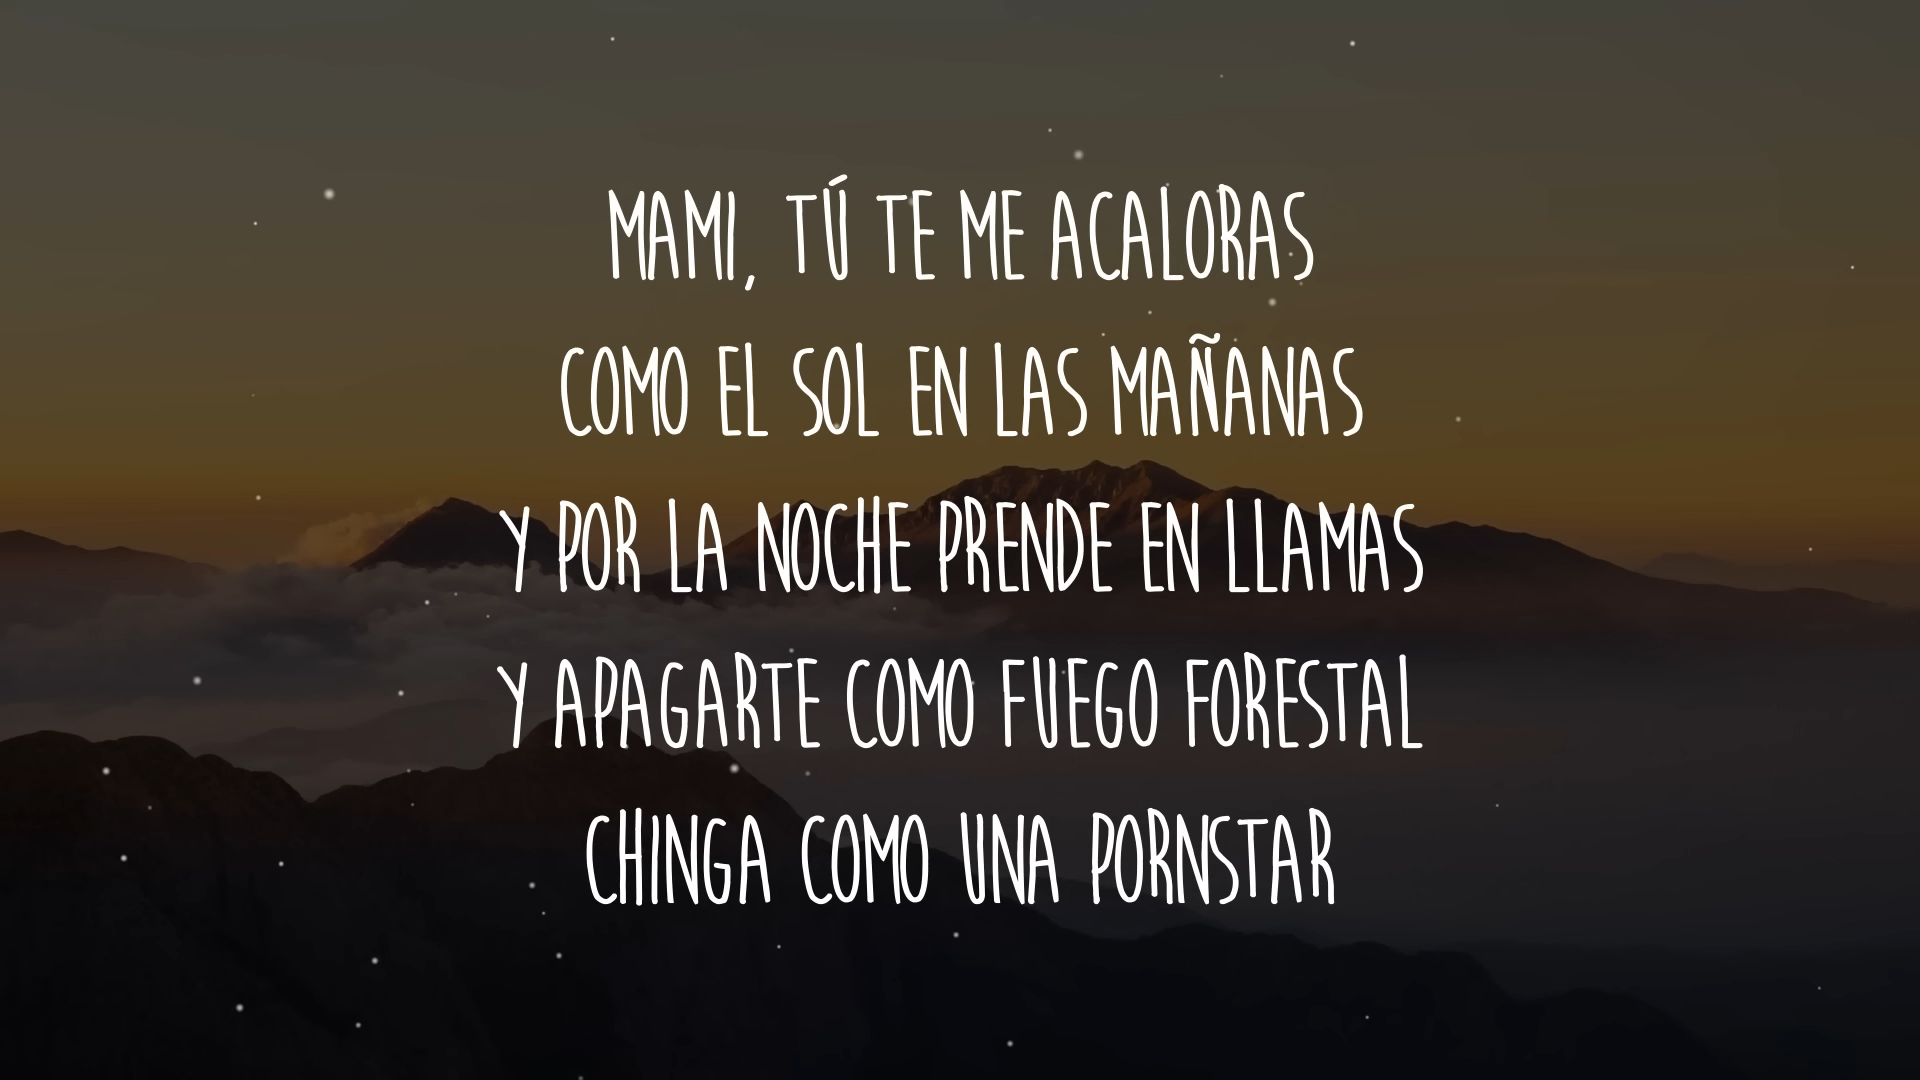 MAMI, TÚ TE ME ACALORAS
COMO EL SOL EN LAS MAÑANAS
Y POR LA NOCHE PRENDE EN LLAMAS
Y APAGARTE COMO FUEGO FORESTAL
CHINGA COMO UNA PORNSTAR